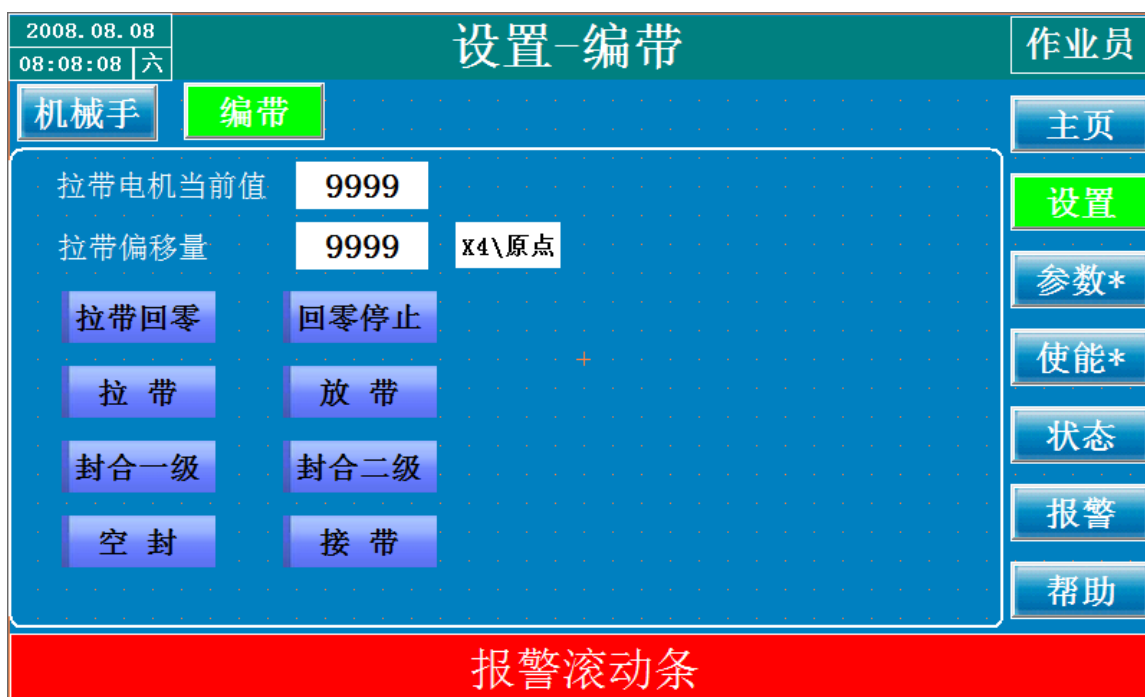 2008.08.08
08:08:08 六
设置-编带
作业员
机械手
编带
拉带电机当前值 9999
拉带偏移量 9999 X4\原点
拉带回零 回零停止
拉 带 放 带
封合一级 封合二级
空 封 接 带
主页
设置
参数*
使能*
状态
报警
帮助
报警滚动条